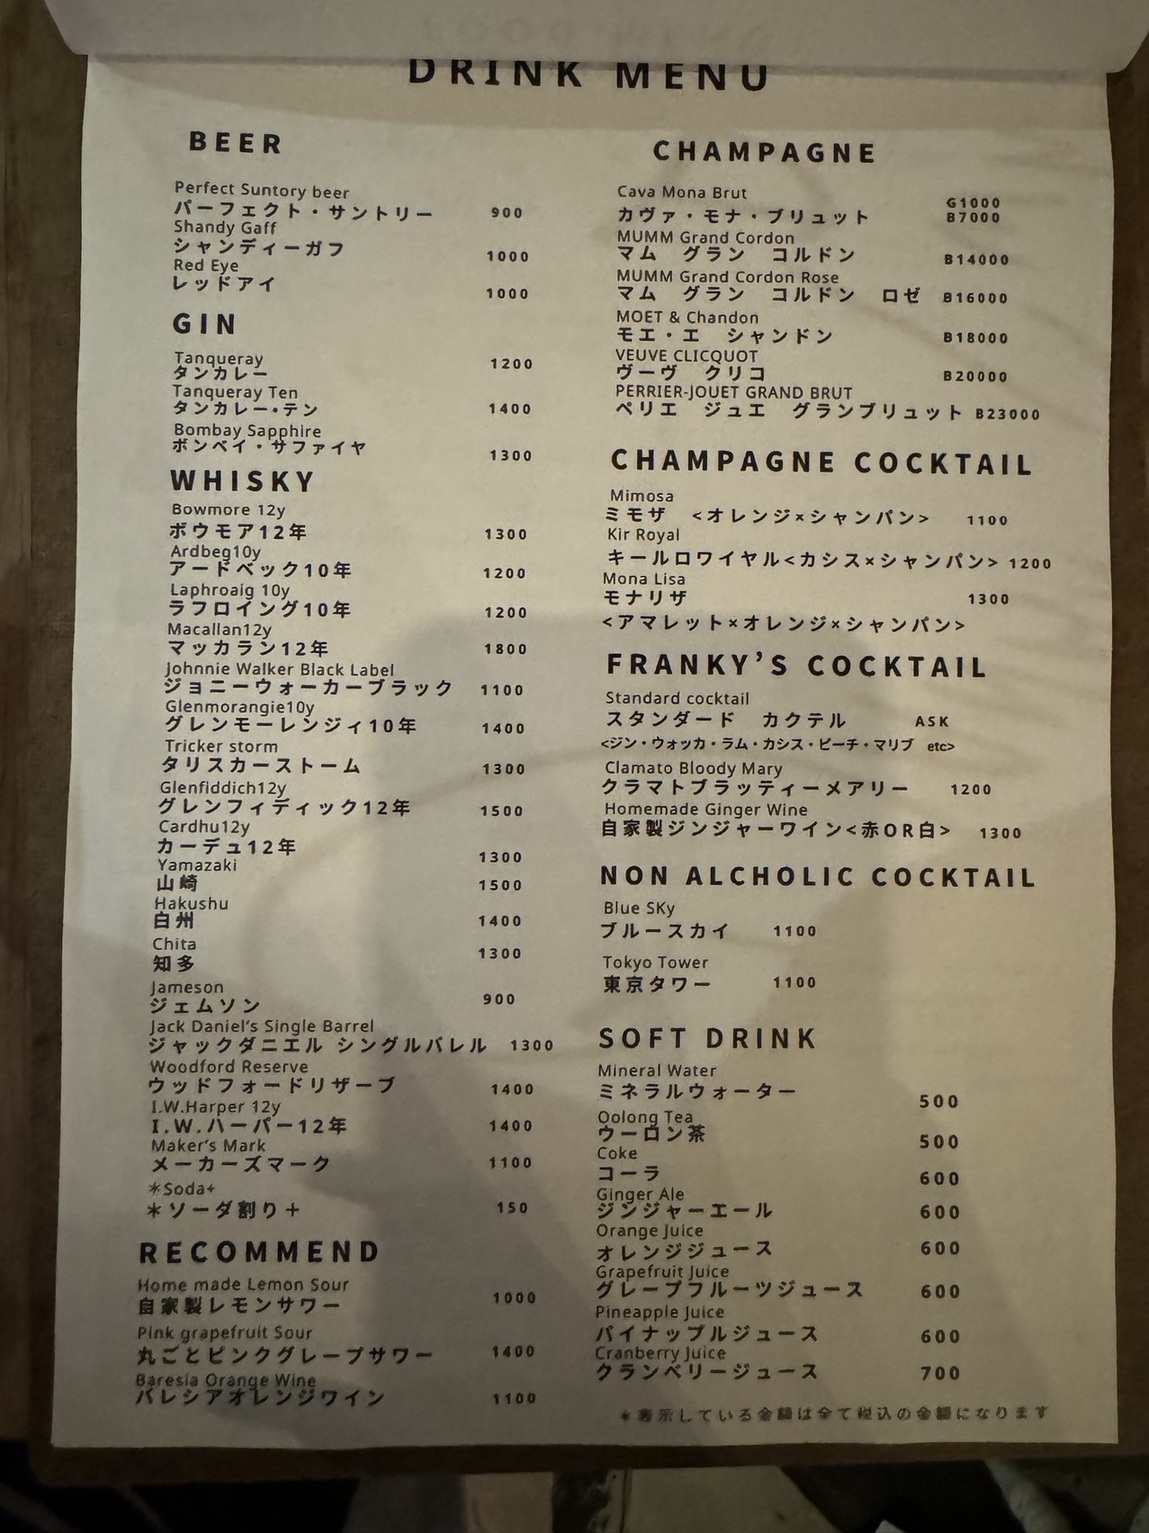 DRINK MENU
BEER
Perfect Suntory beer
パーフェクト・サントリー 900
Shandy Gaff
シャンディーガフ 1000
Red Eye
レッドアイ 1000
GIN
Tanqueray
タンカレー 1200
Tanqueray Ten
タンカレー・テン 1400
Bombay Sapphire
ボンベイ・サファイヤ 1300
WHISKY
Bowmore 12y
ボウモア12年 1300
Ardbeg10y
アードベック10年 1200
Laphroaig 10y
ラフロイング10年 1200
Macallan12y
マッカラン12年 1800
Johnnie Walker Black Label
ジョニーウォーカーブラック 1100
Glenmorangie10y
グレンモーレンジィ10年 1400
Tricker storm
タリスカーストーム 1300
Glenfiddich12y
グレンフィディック12年 1500
Cardhu12y
カーデュ12年 1300
Yamazaki
山崎 1500
Hakushu
白州 1400
Chita
知多 1300
Jameson
ジェムソン 900
Jack Daniel's Single Barrel
ジャックダニエル シングルバレル 1300
Woodford Reserve
ウッドフォードリザーブ 1400
I.W.Harper 12y
I.W.ハーパー12年 1400
Maker's Mark
メーカーズマーク 1100
＊Soda+
＊ソーダ割り＋ 150
RECOMMEND
Home made Lemon Sour
自家製レモンサワー 1000
Pink grapefruit Sour
丸ごとピンクグレープサワー 1400
Baresia Orange Wine
バレシアオレンジワイン 1100
CHAMPAGNE
Cava Mona Brut
カヴァ・モナ・ブリュット G1000 B7000
MUMM Grand Cordon
マム グラン コルドン B14000
MUMM Grand Cordon Rose
マム グラン コルドン ロゼ B16000
MOET & Chandon
モエ・エ シャンドン B18000
VEUVE CLICQUOT
ヴーヴ クリコ B20000
PERRIER-JOUET GRAND BRUT
ペリエ ジュエ グランブリュット B23000
CHAMPAGNE COCKTAIL
Mimosa
ミモザ <オレンジ×シャンパン> 1100
Kir Royal
キールロワイヤル<カシス×シャンパン> 1200
Mona Lisa
モナリザ 1300
<アマレット×オレンジ×シャンパン>
FRANKY'S COCKTAIL
Standard cocktail
スタンダード カクテル ASK
<ジン・ウォッカ・ラム・カシス・ピーチ・マリブ etc>
Clamato Bloody Mary
クラマトブラッティーメアリー 1200
Homemade Ginger Wine
自家製ジンジャーワイン<赤OR白> 1300
NON ALCHOLIC COCKTAIL
Blue SKy
ブルースカイ 1100
Tokyo Tower
東京タワー 1100
SOFT DRINK
Mineral Water
ミネラルウォーター 500
Oolong Tea
ウーロン茶 500
Coke
コーラ 600
Ginger Ale
ジンジャーエール 600
Orange Juice
オレンジジュース 600
Grapefruit Juice
グレープフルーツジュース 600
Pineapple Juice
パイナップルジュース 600
Cranberry Juice
クランベリージュース 700
＊表示している金額は全て税込の金額になります